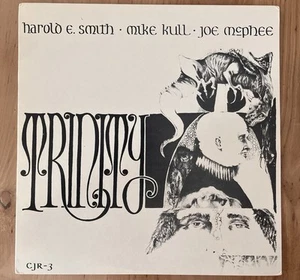 harold e. smith · mike kull · joe mcphee
TRINITY
CJR-3